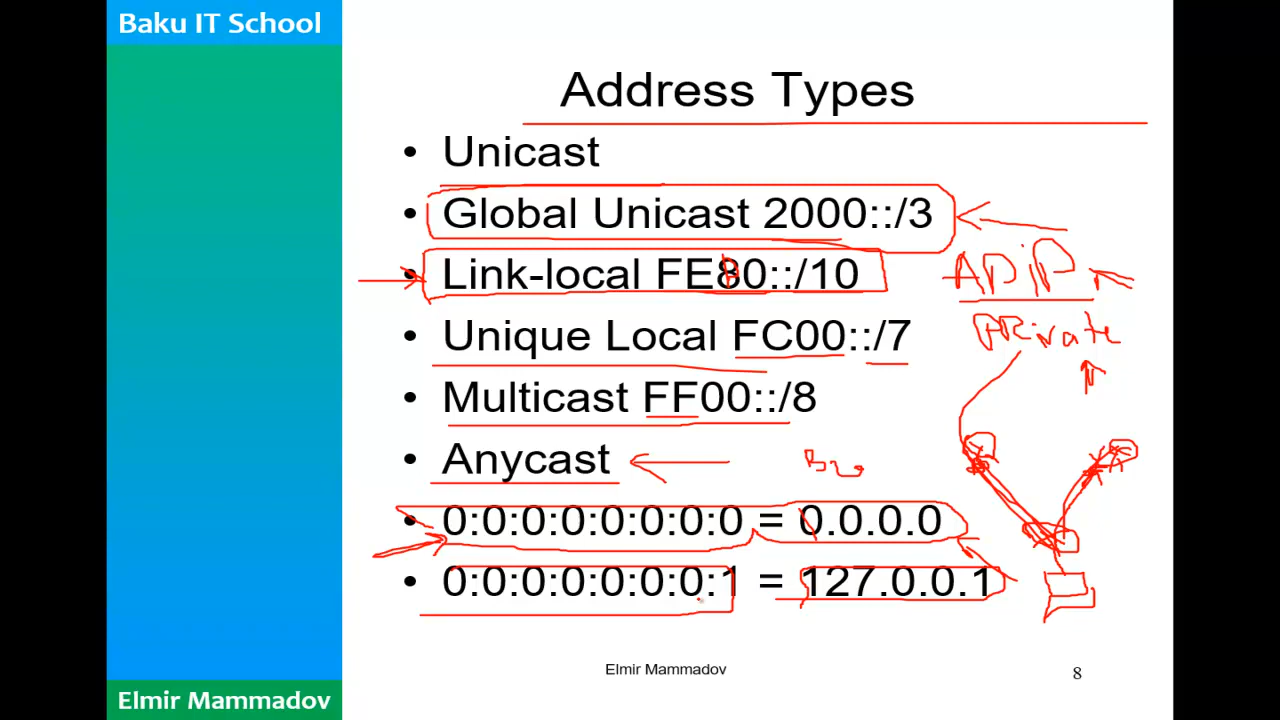 Baku IT School
Address Types
• Unicast
• Global Unicast 2000::/3
• Link-local FE80::/10
• Unique Local FC00::/7
PRivate
• Multicast FF00::/8
• Anycast
• 0:0:0:0:0:0:0:0 = 0.0.0.0
• 0:0:0:0:0:0:0:1 = 127.0.0.1
Elmir Mammadov
8
Elmir Mammadov